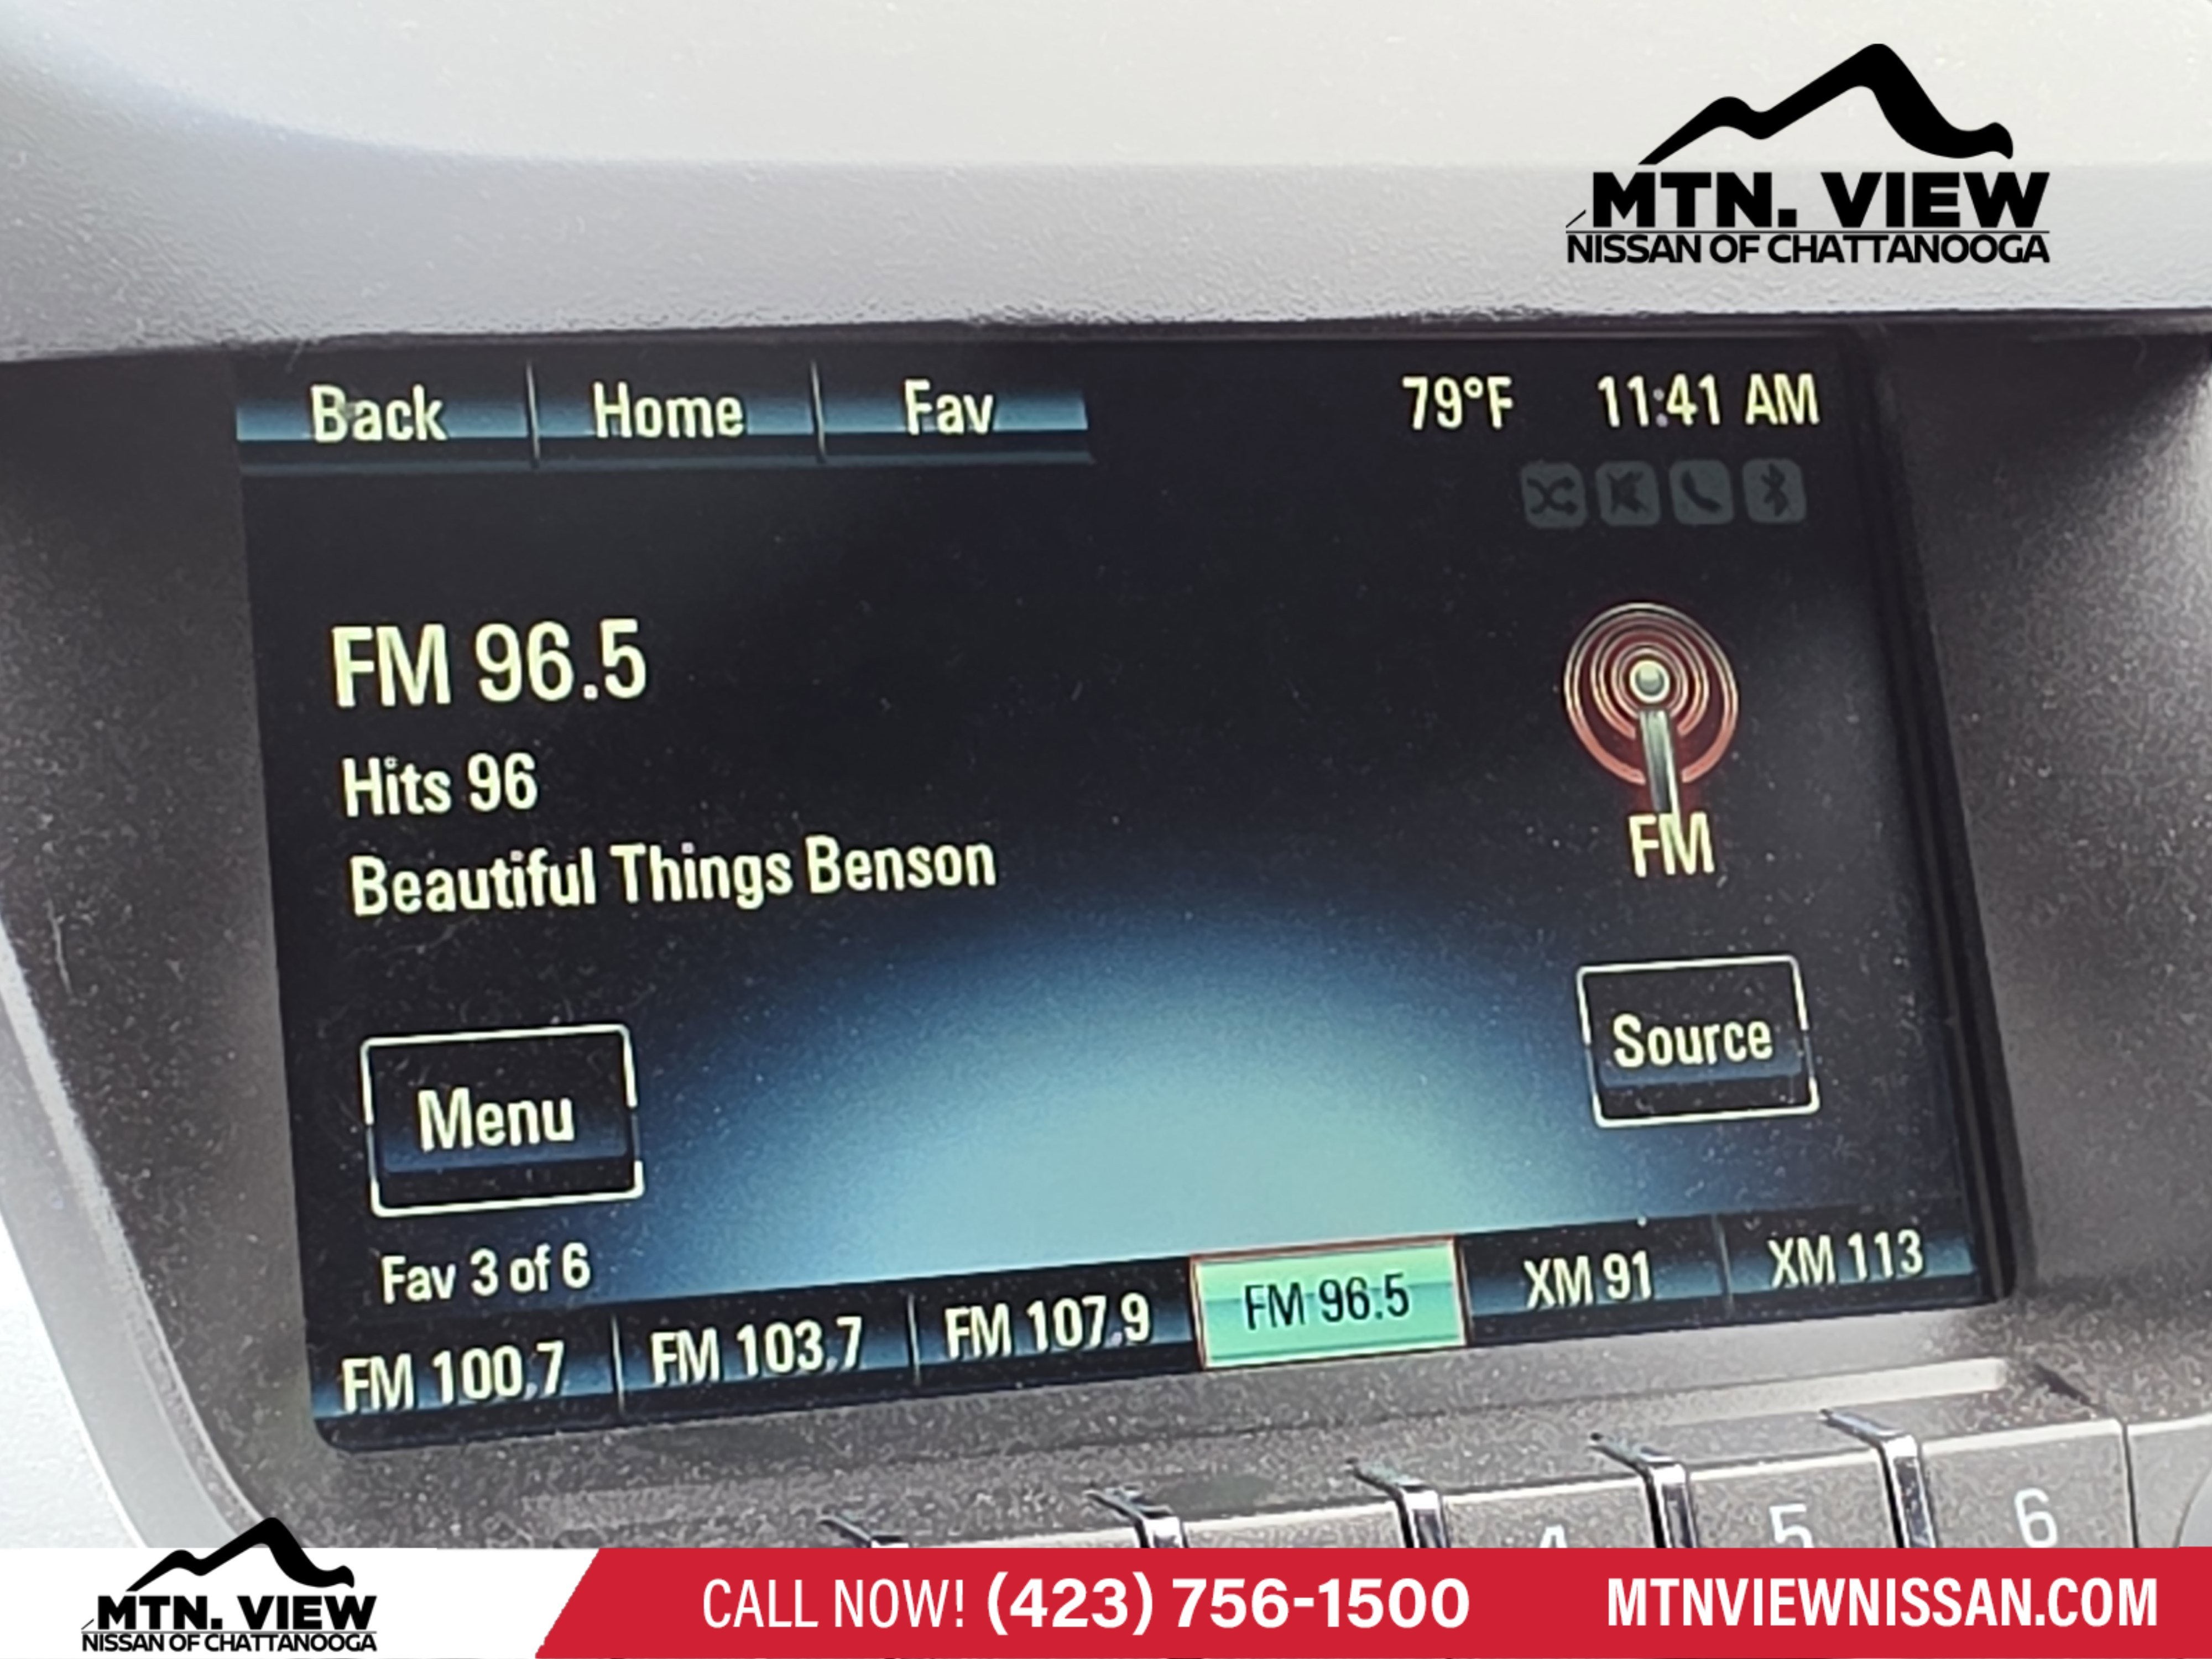 MTN. VIEW
NISSAN OF CHATTANOOGA
Back Home Fav 79°F 11:41 AM
FM 96.5
Hits 96
Beautiful Things Benson
FM
Menu
Source
Fav 3 of 6
FM 100.7 FM 103.7 FM 107.9 FM 96.5 XM 91 XM 113
4 5 6
MTN. VIEW
NISSAN OF CHATTANOOGA
CALL NOW! (423) 756-1500
MTNVIEWNISSAN.COM